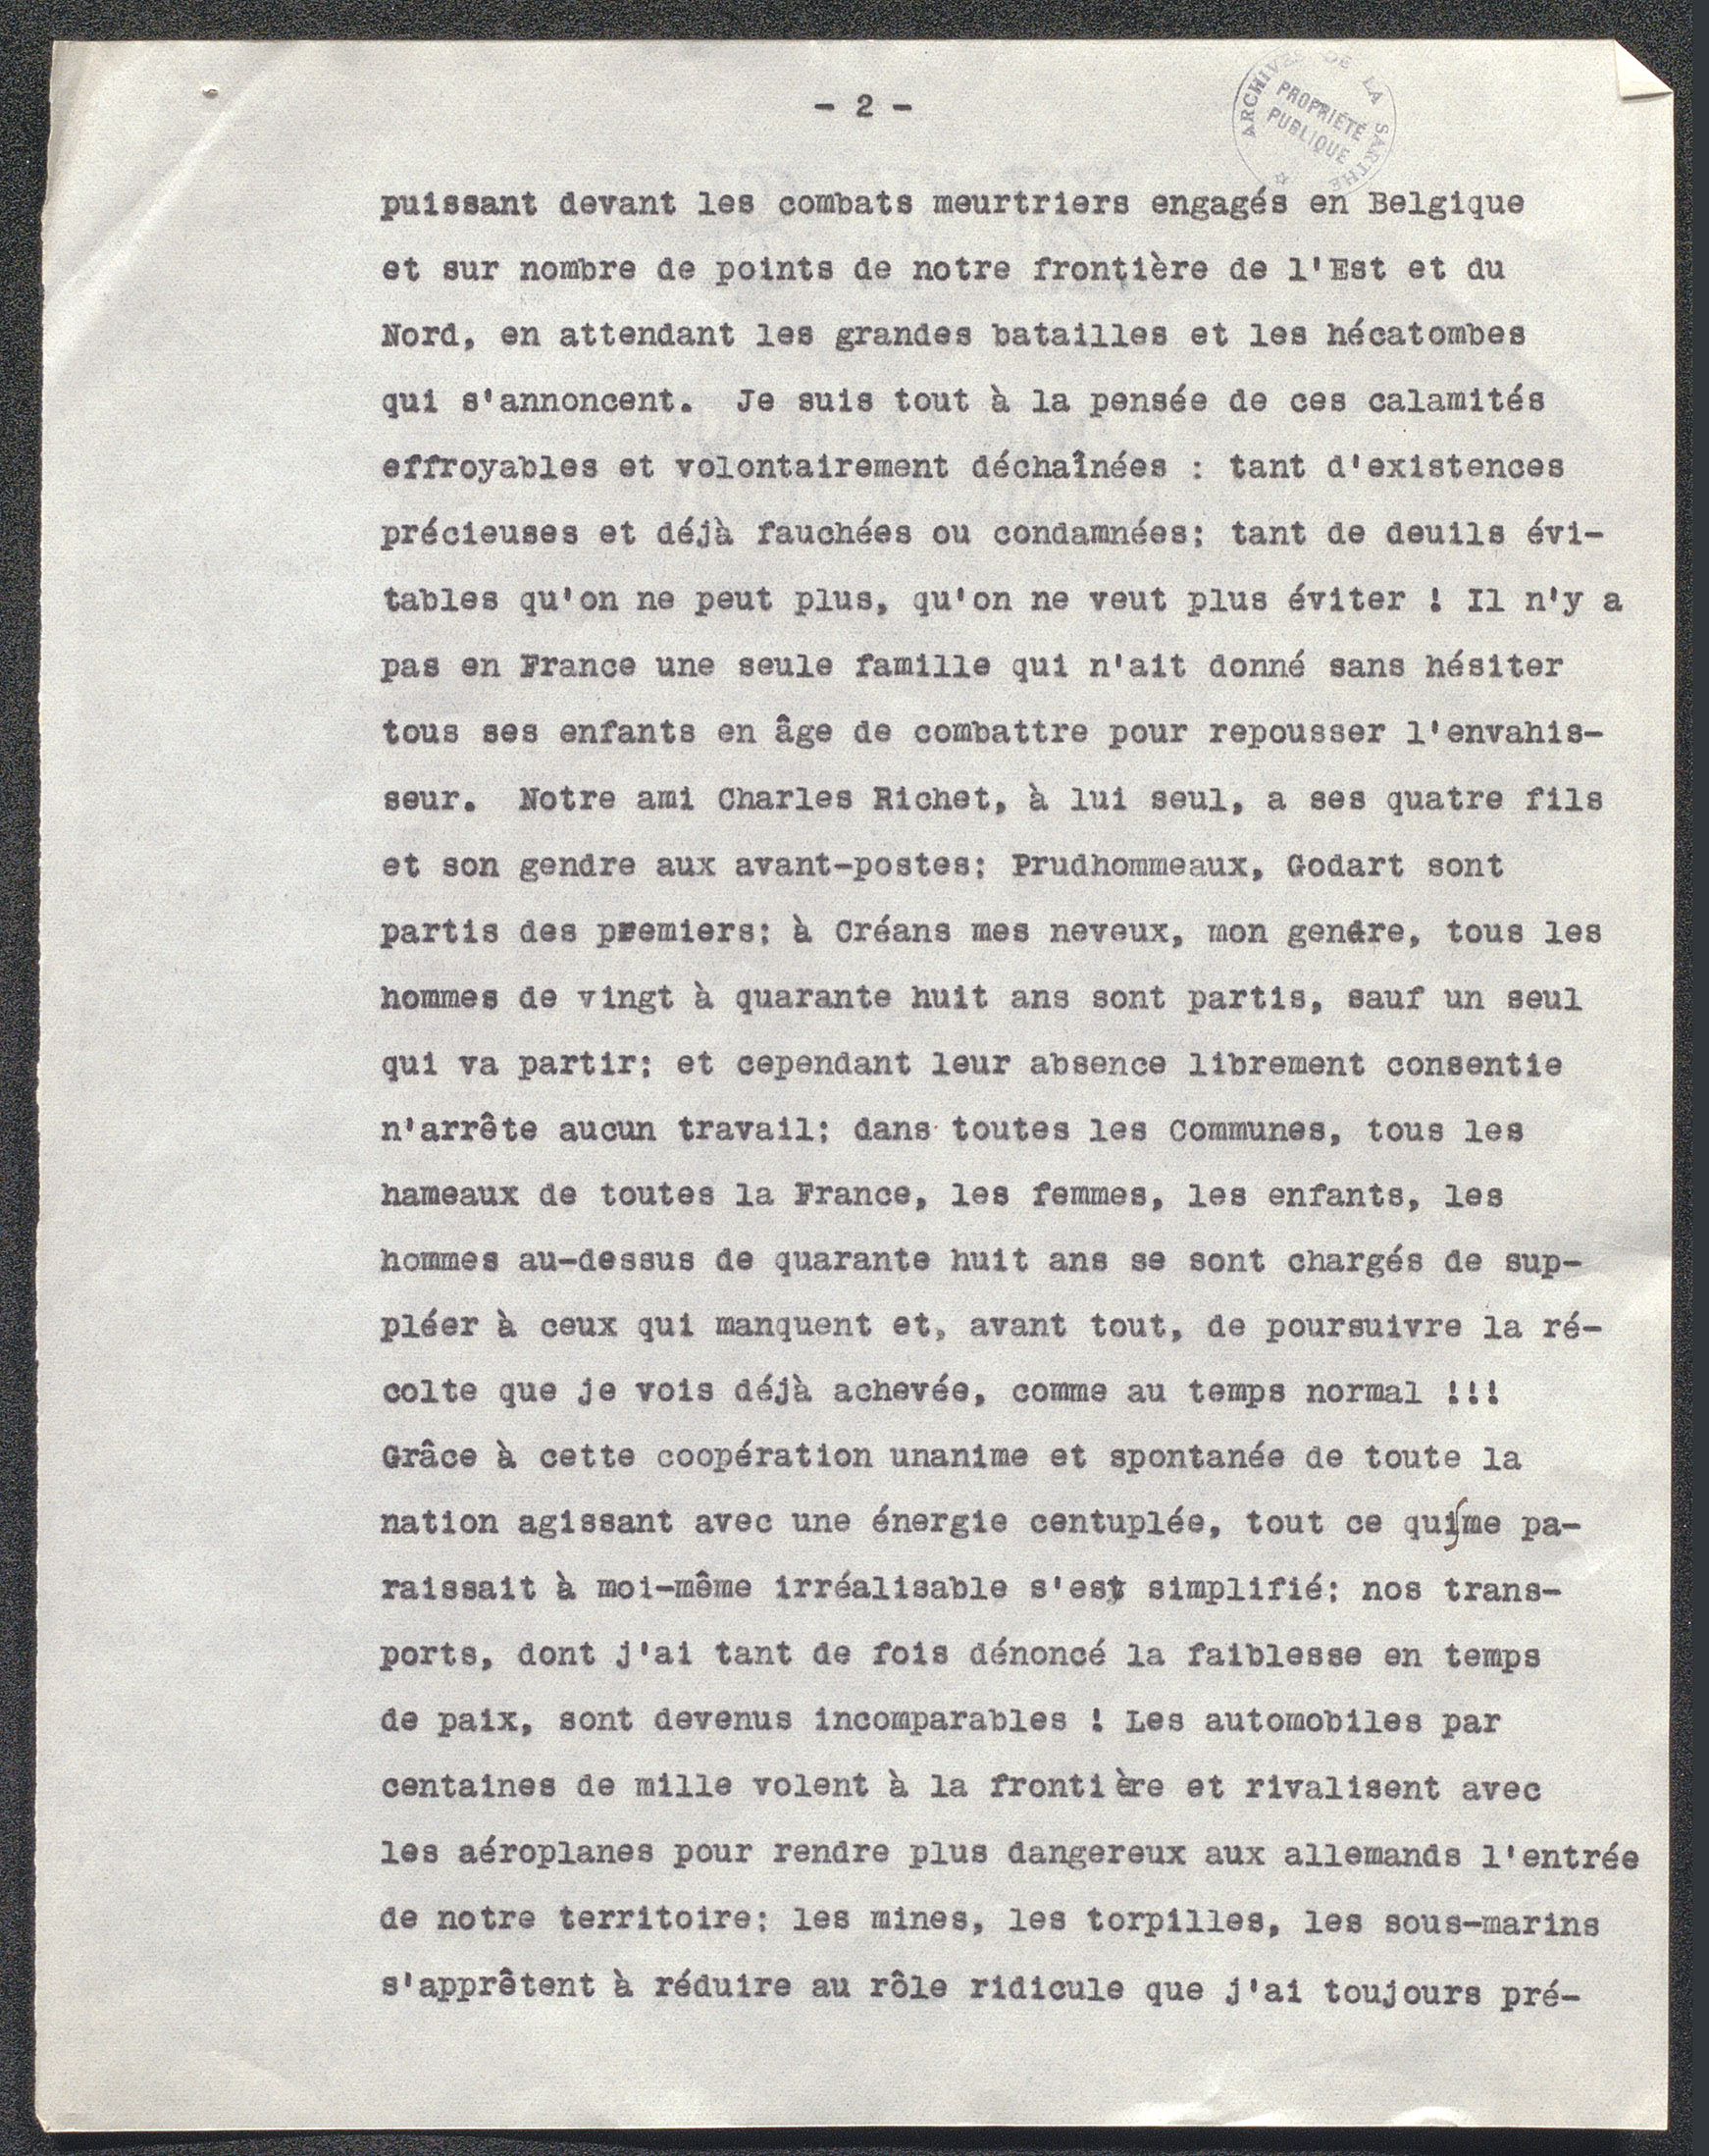 - 2 -
ARCHIVES DE LA SARTHE
PROPRIÉTÉ
PUBLIQUE
puissant devant les combats meurtriers engagés en Belgique
et sur nombre de points de notre frontière de l'Est et du
Nord, en attendant les grandes batailles et les hécatombes
qui s'annoncent. Je suis tout à la pensée de ces calamités
effroyables et volontairement déchaînées : tant d'existences
précieuses et déjà fauchées ou condamnées; tant de deuils évi-
tables qu'on ne peut plus, qu'on ne veut plus éviter ! Il n'y a
pas en France une seule famille qui n'ait donné sans hésiter
tous ses enfants en âge de combattre pour repousser l'envahis-
seur. Notre ami Charles Richet, à lui seul, a ses quatre fils
et son gendre aux avant-postes; Prudhommeaux, Godart sont
partis des premiers; à Créans mes neveux, mon gendre, tous les
hommes de vingt à quarante huit ans sont partis, sauf un seul
qui va partir; et cependant leur absence librement consentie
n'arrête aucun travail; dans toutes les Communes, tous les
hameaux de toutes la France, les femmes, les enfants, les
hommes au-dessus de quarante huit ans se sont chargés de sup-
pléer à ceux qui manquent et, avant tout, de poursuivre la ré-
colte que je vois déjà achevée, comme au temps normal !!!
Grâce à cette coopération unanime et spontanée de toute la
nation agissant avec une énergie centuplée, tout ce qui me pa-
raissait à moi-même irréalisable s'est simplifié; nos trans-
ports, dont j'ai tant de fois dénoncé la faiblesse en temps
de paix, sont devenus incomparables ! Les automobiles par
centaines de mille volent à la frontière et rivalisent avec
les aéroplanes pour rendre plus dangereux aux allemands l'entrée
de notre territoire; les mines, les torpilles, les sous-marins
s'apprêtent à réduire au rôle ridicule que j'ai toujours pré-